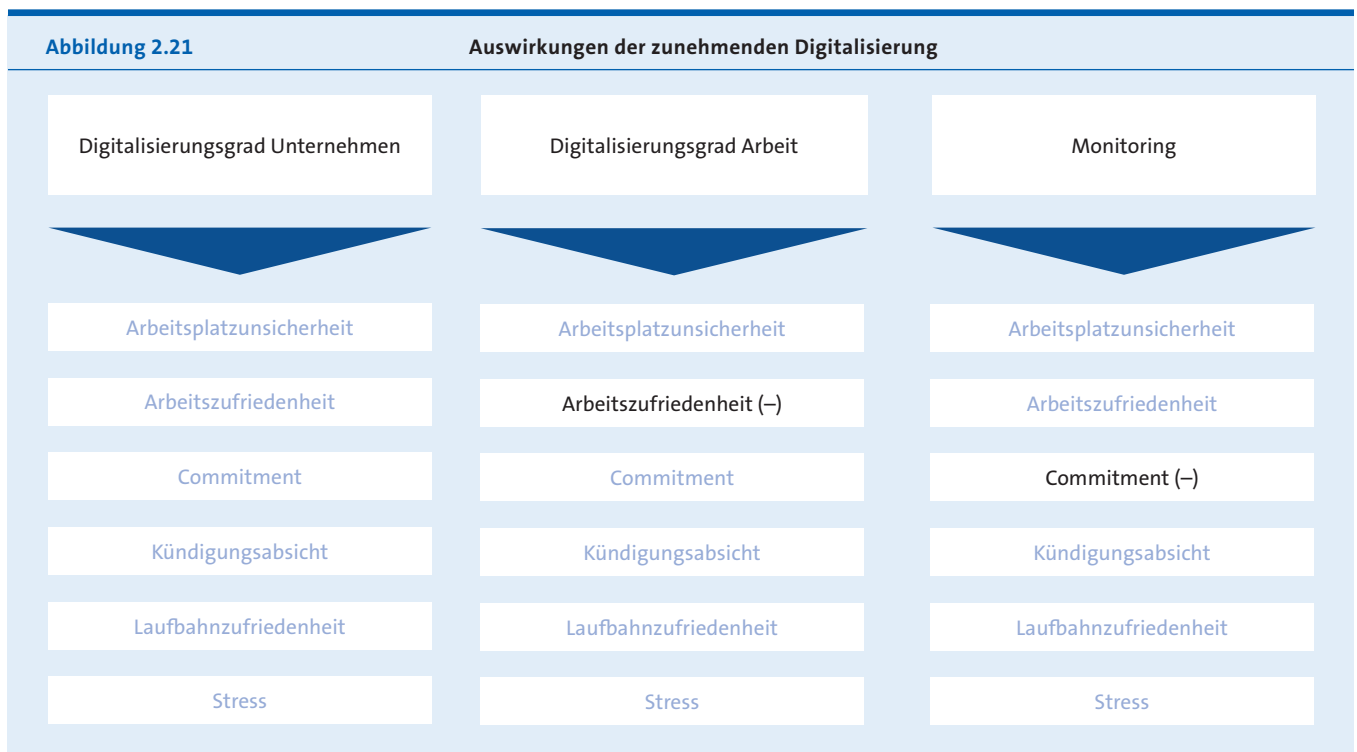 Abbildung 2.21
Auswirkungen der zunehmenden Digitalisierung
Digitalisierungsgrad Unternehmen
Arbeitsplatzunsicherheit
Arbeitszufriedenheit
Commitment
Kündigungsabsicht
Laufbahnzufriedenheit
Stress
Digitalisierungsgrad Arbeit
Arbeitsplatzunsicherheit
Arbeitszufriedenheit (–)
Commitment
Kündigungsabsicht
Laufbahnzufriedenheit
Stress
Monitoring
Arbeitsplatzunsicherheit
Arbeitszufriedenheit
Commitment (–)
Kündigungsabsicht
Laufbahnzufriedenheit
Stress